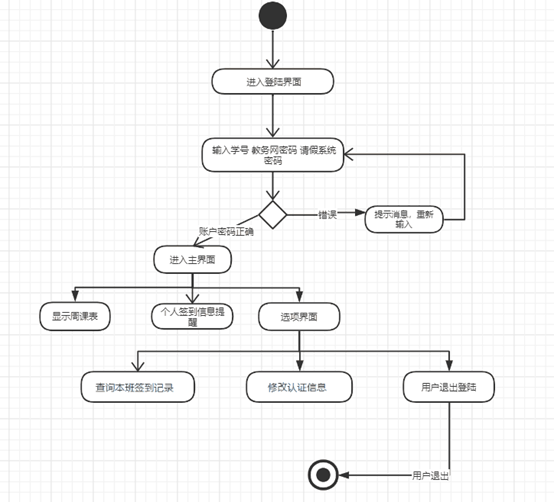 进入登陆界面
输入学号 教务网密码 请假系统
密码
错误
提示消息，重新
输入
账户密码正确
进入主界面
显示周课表
个人签到信息提
醒
选项界面
查询本班签到记录
修改认证信息
用户退出登陆
用户退出